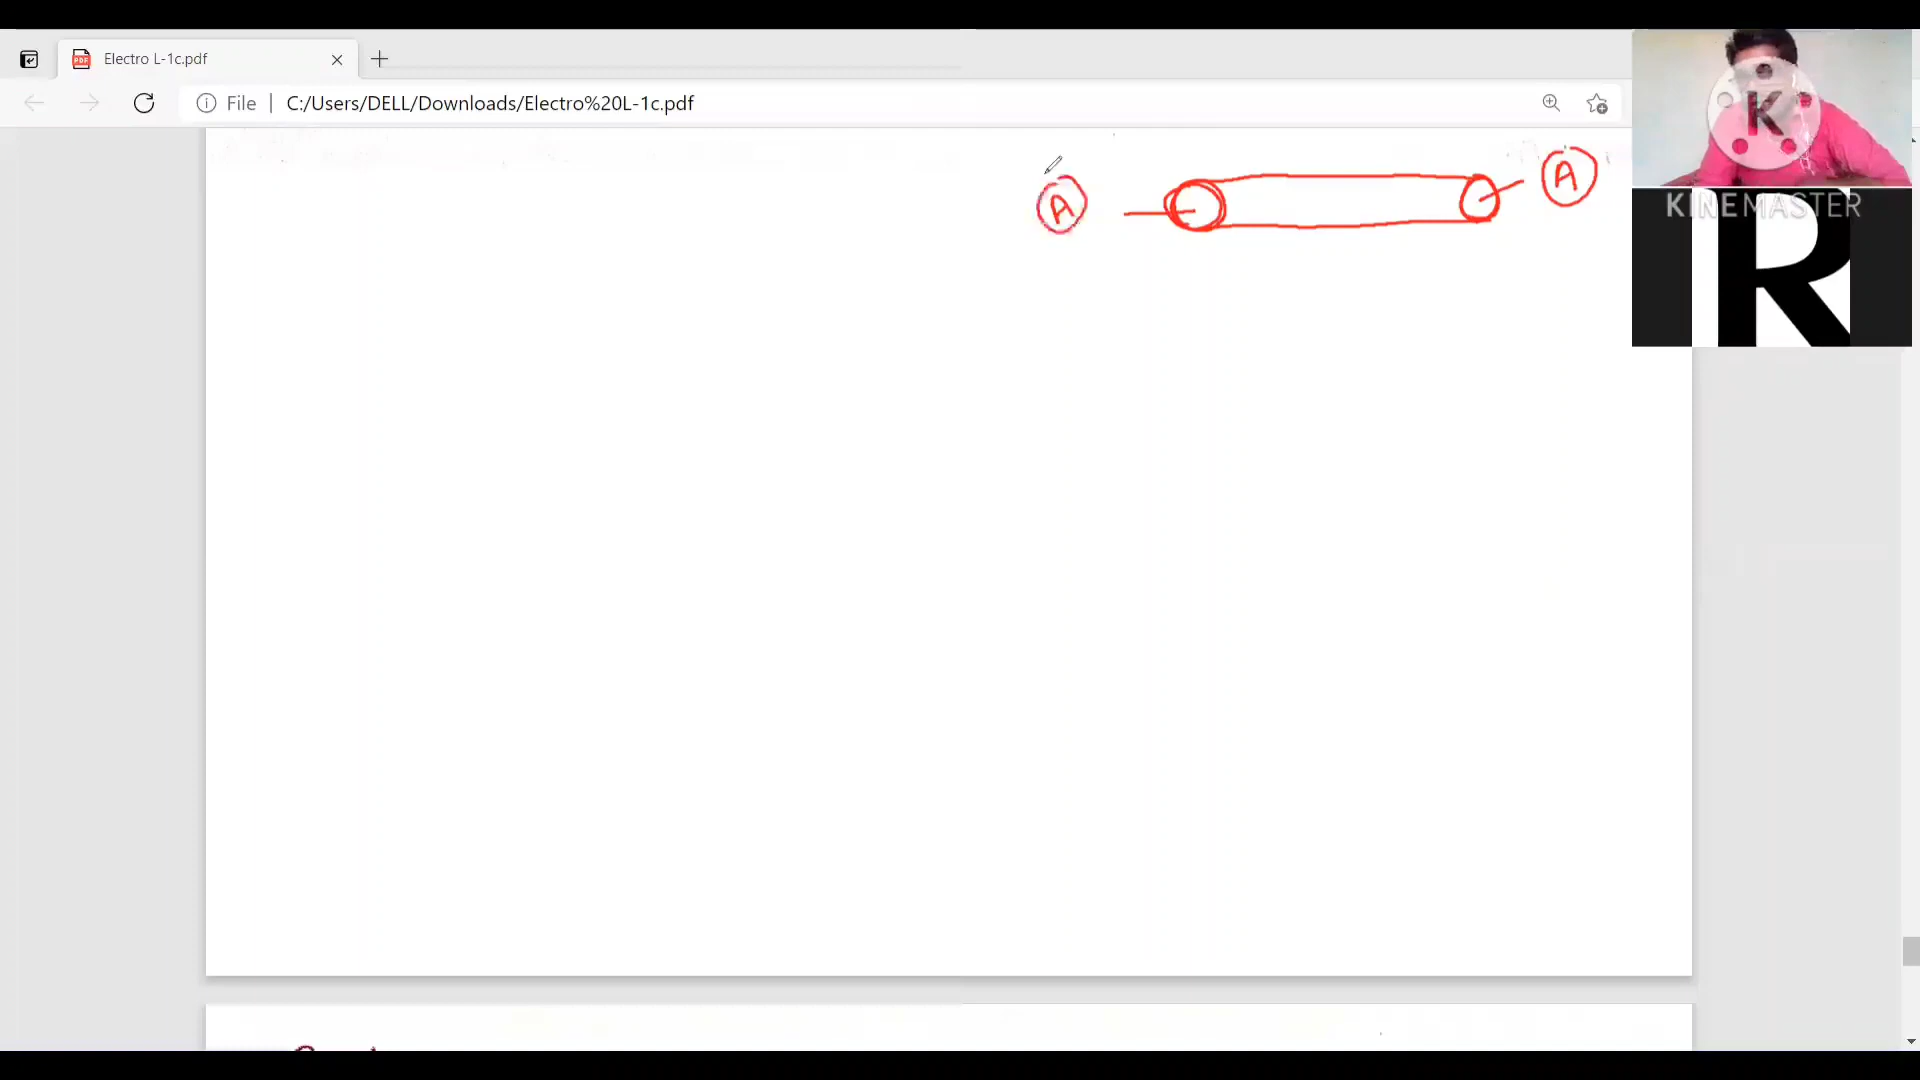 Electro L-1c.pdf
File C:/Users/DELL/Downloads/Electro%20L-1c.pdf
K
KINEMASTER
R
A A